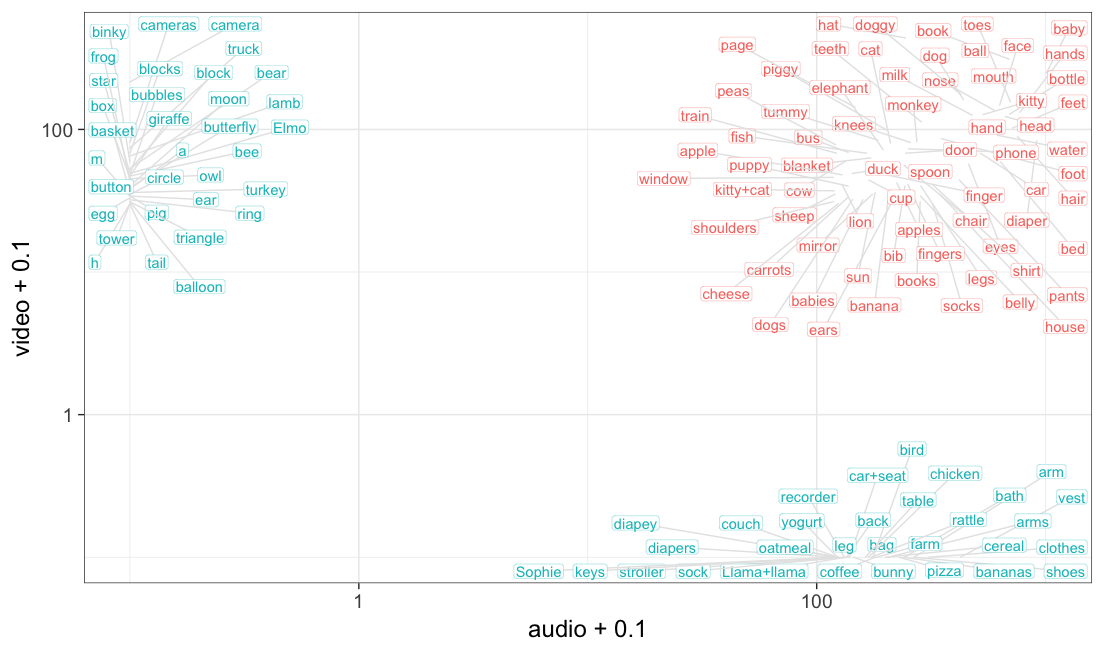 binky
cameras
camera
frog
truck
star
blocks
block
bear
box
bubbles
moon
lamb
basket
giraffe
butterfly
Elmo
m
a
bee
button
circle
owl
turkey
egg
pig
ear
ring
tower
triangle
h
tail
balloon
hat
doggy
book
toes
baby
page
teeth
cat
dog
ball
face
hands
piggy
elephant
milk
nose
mouth
bottle
peas
monkey
kitty
feet
train
tummy
knees
hand
head
fish
bus
door
phone
water
apple
puppy
blanket
duck
spoon
foot
window
kitty+cat
cow
cup
finger
car
hair
shoulders
sheep
lion
apples
chair
diaper
mirror
bib
fingers
eyes
bed
carrots
sun
books
legs
shirt
cheese
babies
banana
socks
belly
pants
dogs
ears
house
bird
car+seat
chicken
arm
recorder
table
bath
vest
diapey
couch
yogurt
back
rattle
arms
diapers
oatmeal
leg
bag
farm
cereal
clothes
Sophie
keys
stroller
sock
Llama+llama
coffee
bunny
pizza
bananas
shoes
100
1
video + 0.1
1
100
audio + 0.1